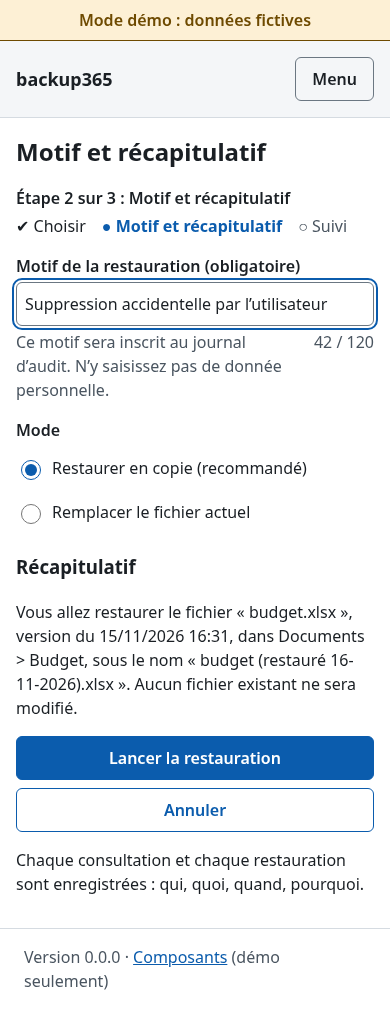 Mode démo : données fictives
backup365
Menu
Motif et récapitulatif
Étape 2 sur 3 : Motif et récapitulatif
✔ Choisir ● Motif et récapitulatif ○ Suivi
Motif de la restauration (obligatoire)
Suppression accidentelle par l’utilisateur
Ce motif sera inscrit au journal 42 / 120
d’audit. N’y saisissez pas de donnée
personnelle.
Mode
Restaurer en copie (recommandé)
Remplacer le fichier actuel
Récapitulatif
Vous allez restaurer le fichier « budget.xlsx »,
version du 15/11/2026 16:31, dans Documents
> Budget, sous le nom « budget (restauré 16-
11-2026).xlsx ». Aucun fichier existant ne sera
modifié.
Lancer la restauration
Annuler
Chaque consultation et chaque restauration
sont enregistrées : qui, quoi, quand, pourquoi.
Version 0.0.0 · Composants (démo
seulement)